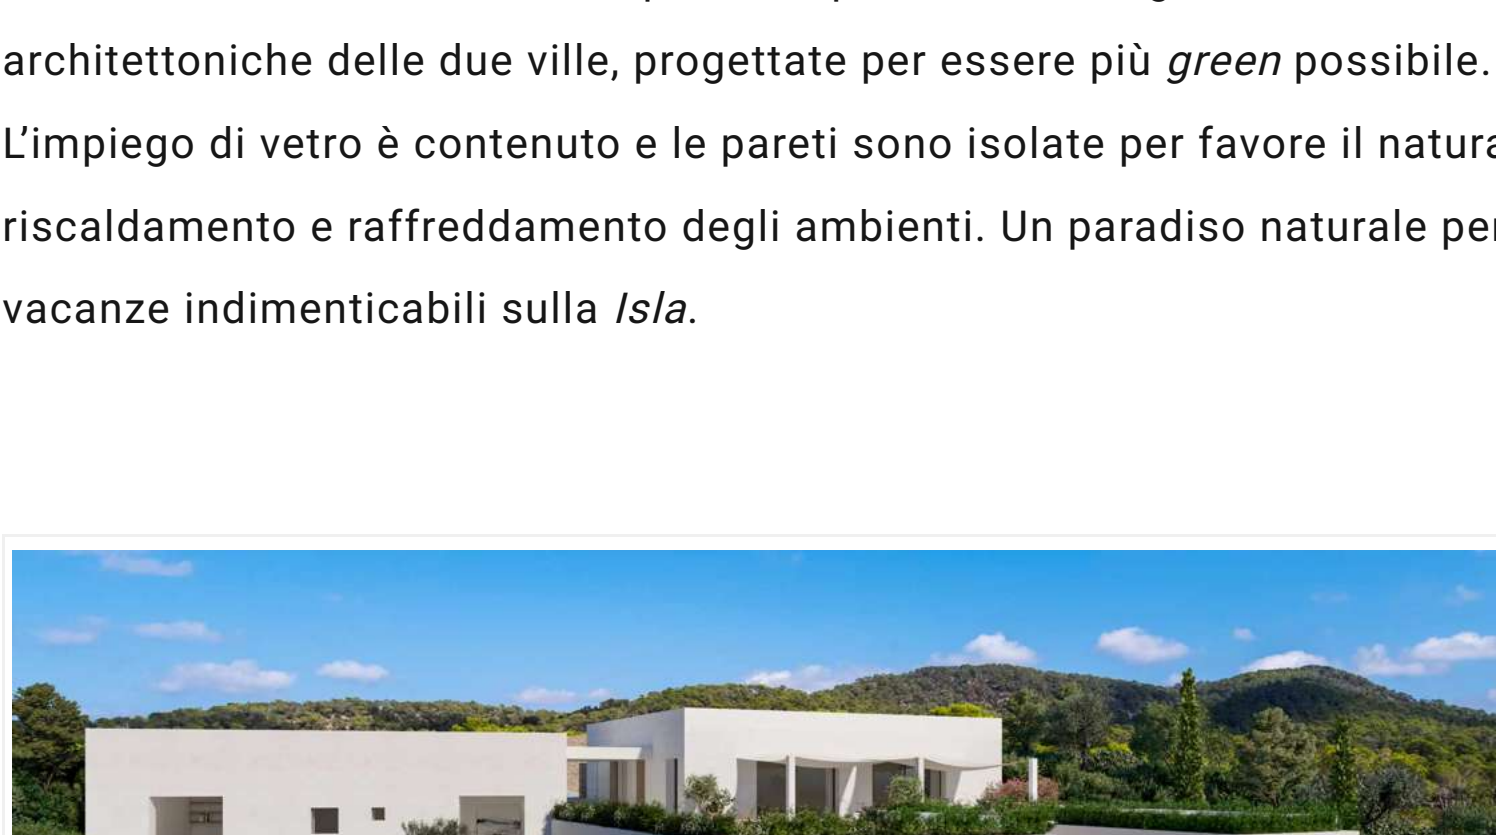 architettoniche delle due ville, progettate per essere più green possibile.
L’impiego di vetro è contenuto e le pareti sono isolate per favore il natura
riscaldamento e raffreddamento degli ambienti. Un paradiso naturale per
vacanze indimenticabili sulla Isla.